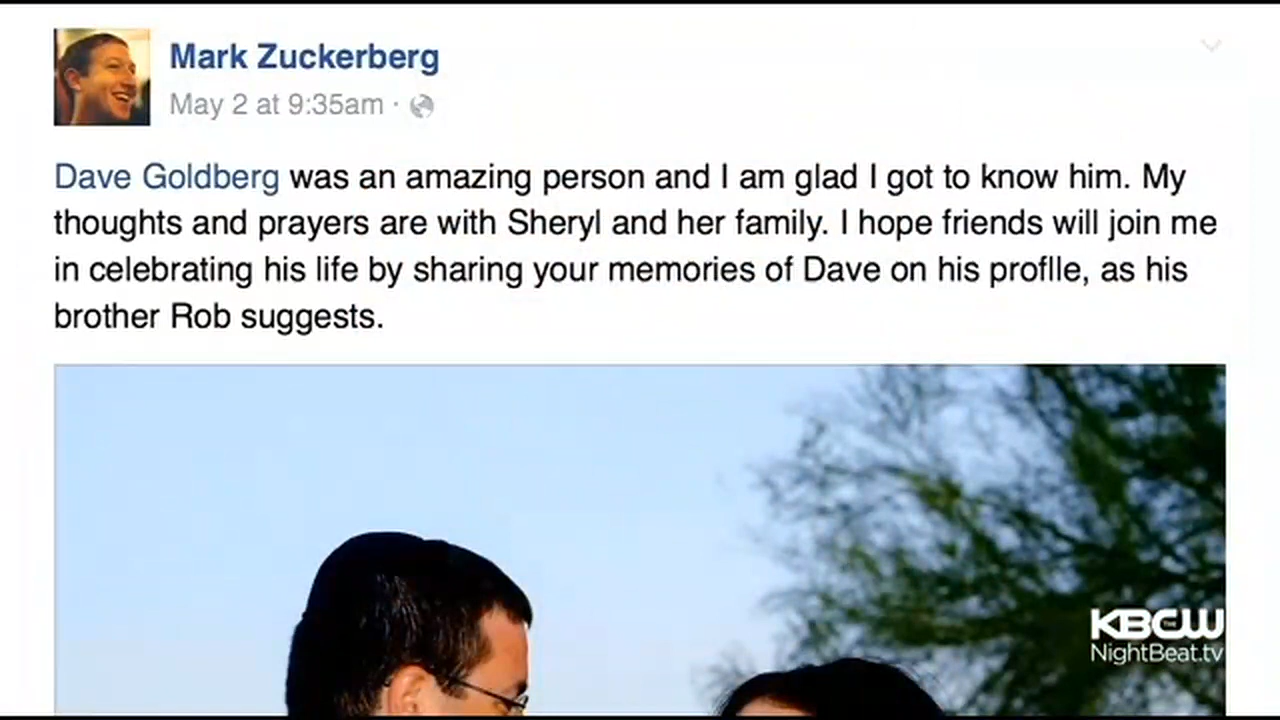 Mark Zuckerberg
May 2 at 9:35am ·
Dave Goldberg was an amazing person and I am glad I got to know him. My
thoughts and prayers are with Sheryl and her family. I hope friends will join me
in celebrating his life by sharing your memories of Dave on his proflle, as his
brother Rob suggests.
KBCW
NightBeat.tv